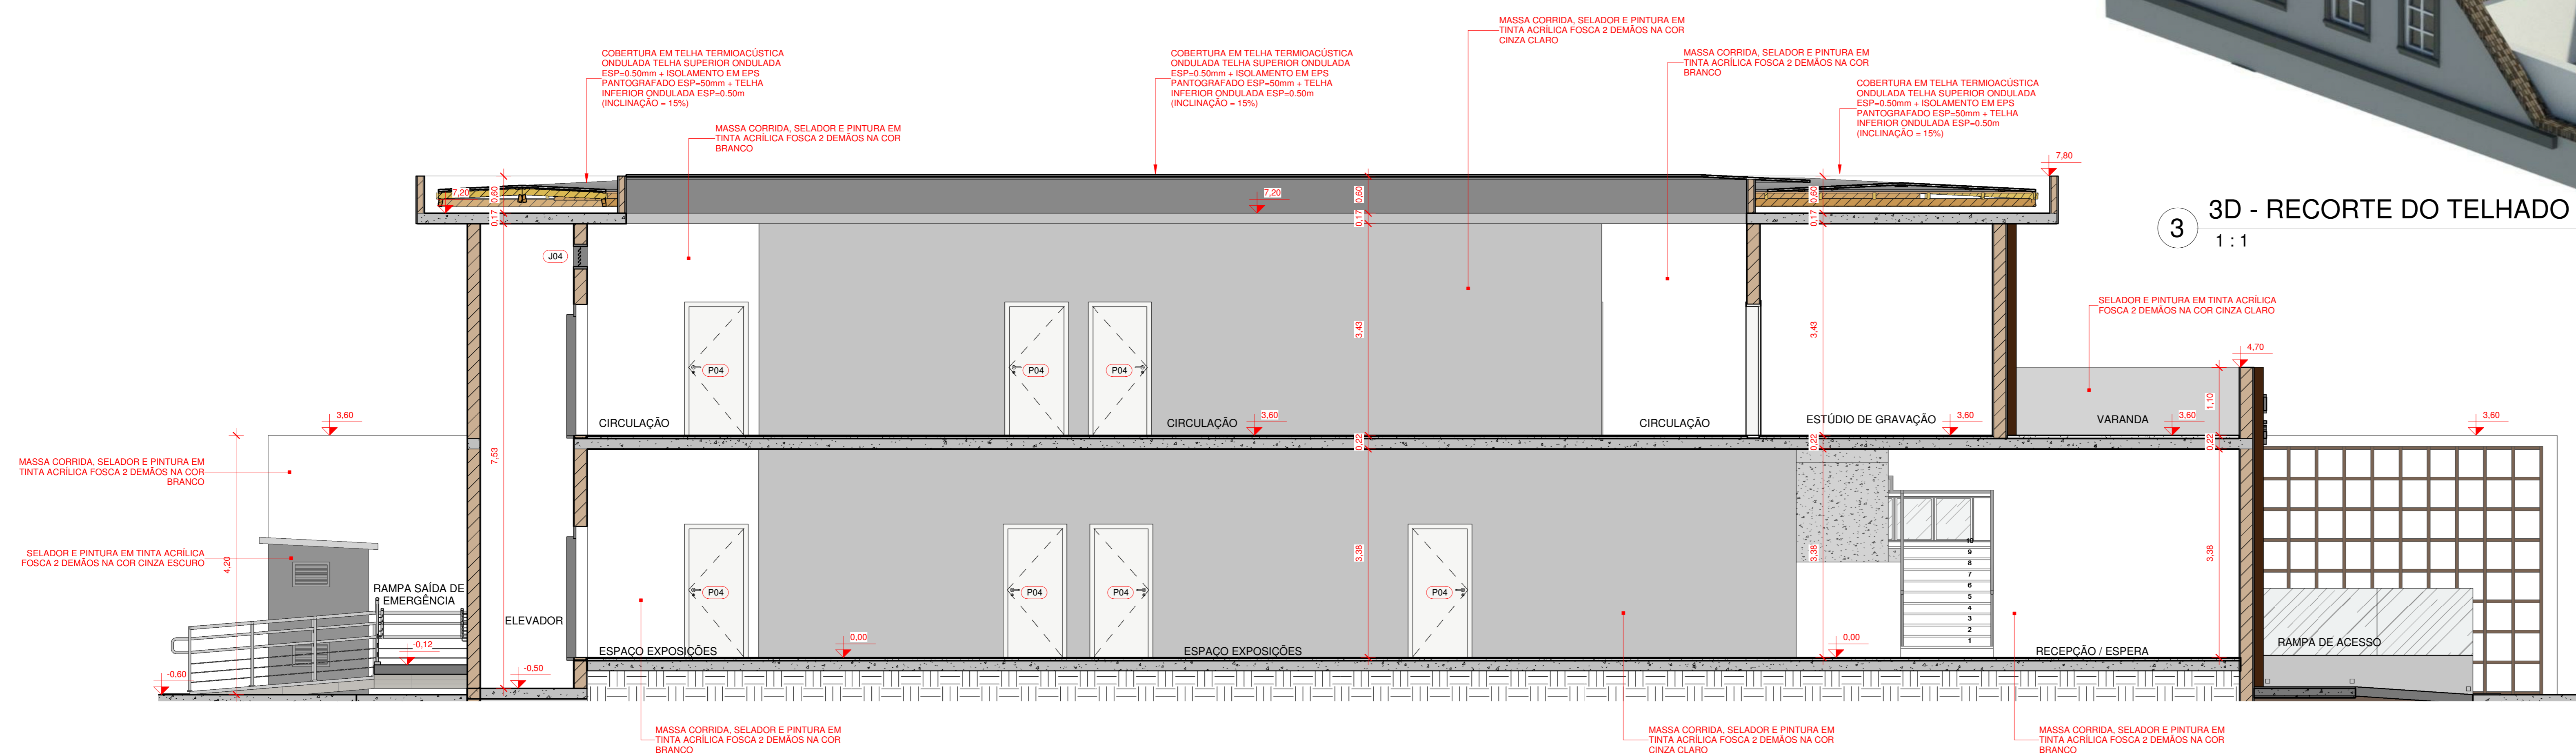 MASSA CORRIDA, SELADOR E PINTURA EM
TINTA ACRÍLICA FOSCA 2 DEMÃOS NA COR
CINZA CLARO
COBERTURA EM TELHA TERMIOACÚSTICA
ONDULADA TELHA SUPERIOR ONDULADA
ESP=0.50mm + ISOLAMENTO EM EPS
PANTOGRAFADO ESP=50mm + TELHA
INFERIOR ONDULADA ESP=0.50m
(INCLINAÇÃO = 15%)
COBERTURA EM TELHA TERMIOACÚSTICA
ONDULADA TELHA SUPERIOR ONDULADA
ESP=0.50mm + ISOLAMENTO EM EPS
PANTOGRAFADO ESP=50mm + TELHA
INFERIOR ONDULADA ESP=0.50m
(INCLINAÇÃO = 15%)
MASSA CORRIDA, SELADOR E PINTURA EM
TINTA ACRÍLICA FOSCA 2 DEMÃOS NA COR
BRANCO
COBERTURA EM TELHA TERMIOACÚSTICA
ONDULADA TELHA SUPERIOR ONDULADA
ESP=0.50mm + ISOLAMENTO EM EPS
PANTOGRAFADO ESP=50mm + TELHA
INFERIOR ONDULADA ESP=0.50m
(INCLINAÇÃO = 15%)
MASSA CORRIDA, SELADOR E PINTURA EM
TINTA ACRÍLICA FOSCA 2 DEMÃOS NA COR
BRANCO
7,80
7,20
0,60
7,20
0,60
0,60
0,17
0,17
0,17
3
3D - RECORTE DO TELHADO
1 : 1
J04
SELADOR E PINTURA EM TINTA ACRÍLICA
FOSCA 2 DEMÃOS NA COR CINZA CLARO
3,43
3,43
4,70
P04
P04
P04
1,10
3,60
CIRCULAÇÃO
CIRCULAÇÃO
3,60
CIRCULAÇÃO
ESTÚDIO DE GRAVAÇÃO
3,60
VARANDA
3,60
3,60
0,22
0,22
0,22
7,53
MASSA CORRIDA, SELADOR E PINTURA EM
TINTA ACRÍLICA FOSCA 2 DEMÃOS NA COR
BRANCO
SELADOR E PINTURA EM TINTA ACRÍLICA
FOSCA 2 DEMÃOS NA COR CINZA ESCURO
4,20
3,38
3,38
3,38
10
9
8
7
6
5
4
3
2
1
RAMPA SAÍDA DE
EMERGÊNCIA
P04
P04
P04
P04
ELEVADOR
-0,12
-0,50
-0,60
ESPAÇO EXPOSIÇÕES
0,00
ESPAÇO EXPOSIÇÕES
0,00
RECEPÇÃO / ESPERA
RAMPA DE ACESSO
MASSA CORRIDA, SELADOR E PINTURA EM
TINTA ACRÍLICA FOSCA 2 DEMÃOS NA COR
BRANCO
MASSA CORRIDA, SELADOR E PINTURA EM
TINTA ACRÍLICA FOSCA 2 DEMÃOS NA COR
CINZA CLARO
MASSA CORRIDA, SELADOR E PINTURA EM
TINTA ACRÍLICA FOSCA 2 DEMÃOS NA COR
BRANCO